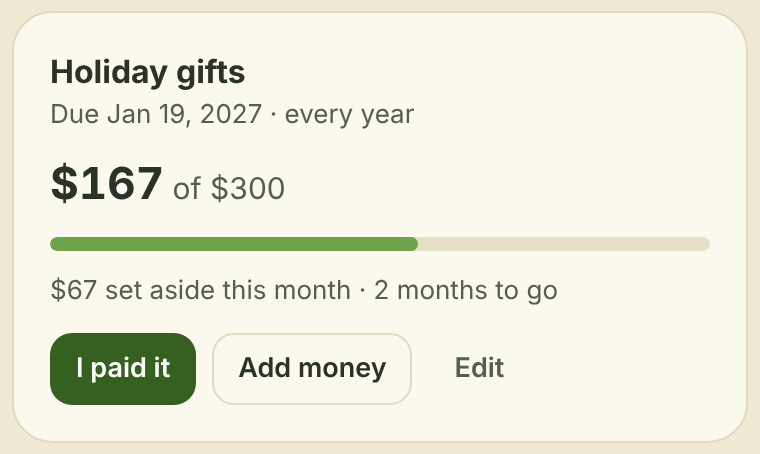 Holiday gifts
Due Jan 19, 2027 · every year
$167 of $300
$67 set aside this month · 2 months to go
I paid it Add money Edit